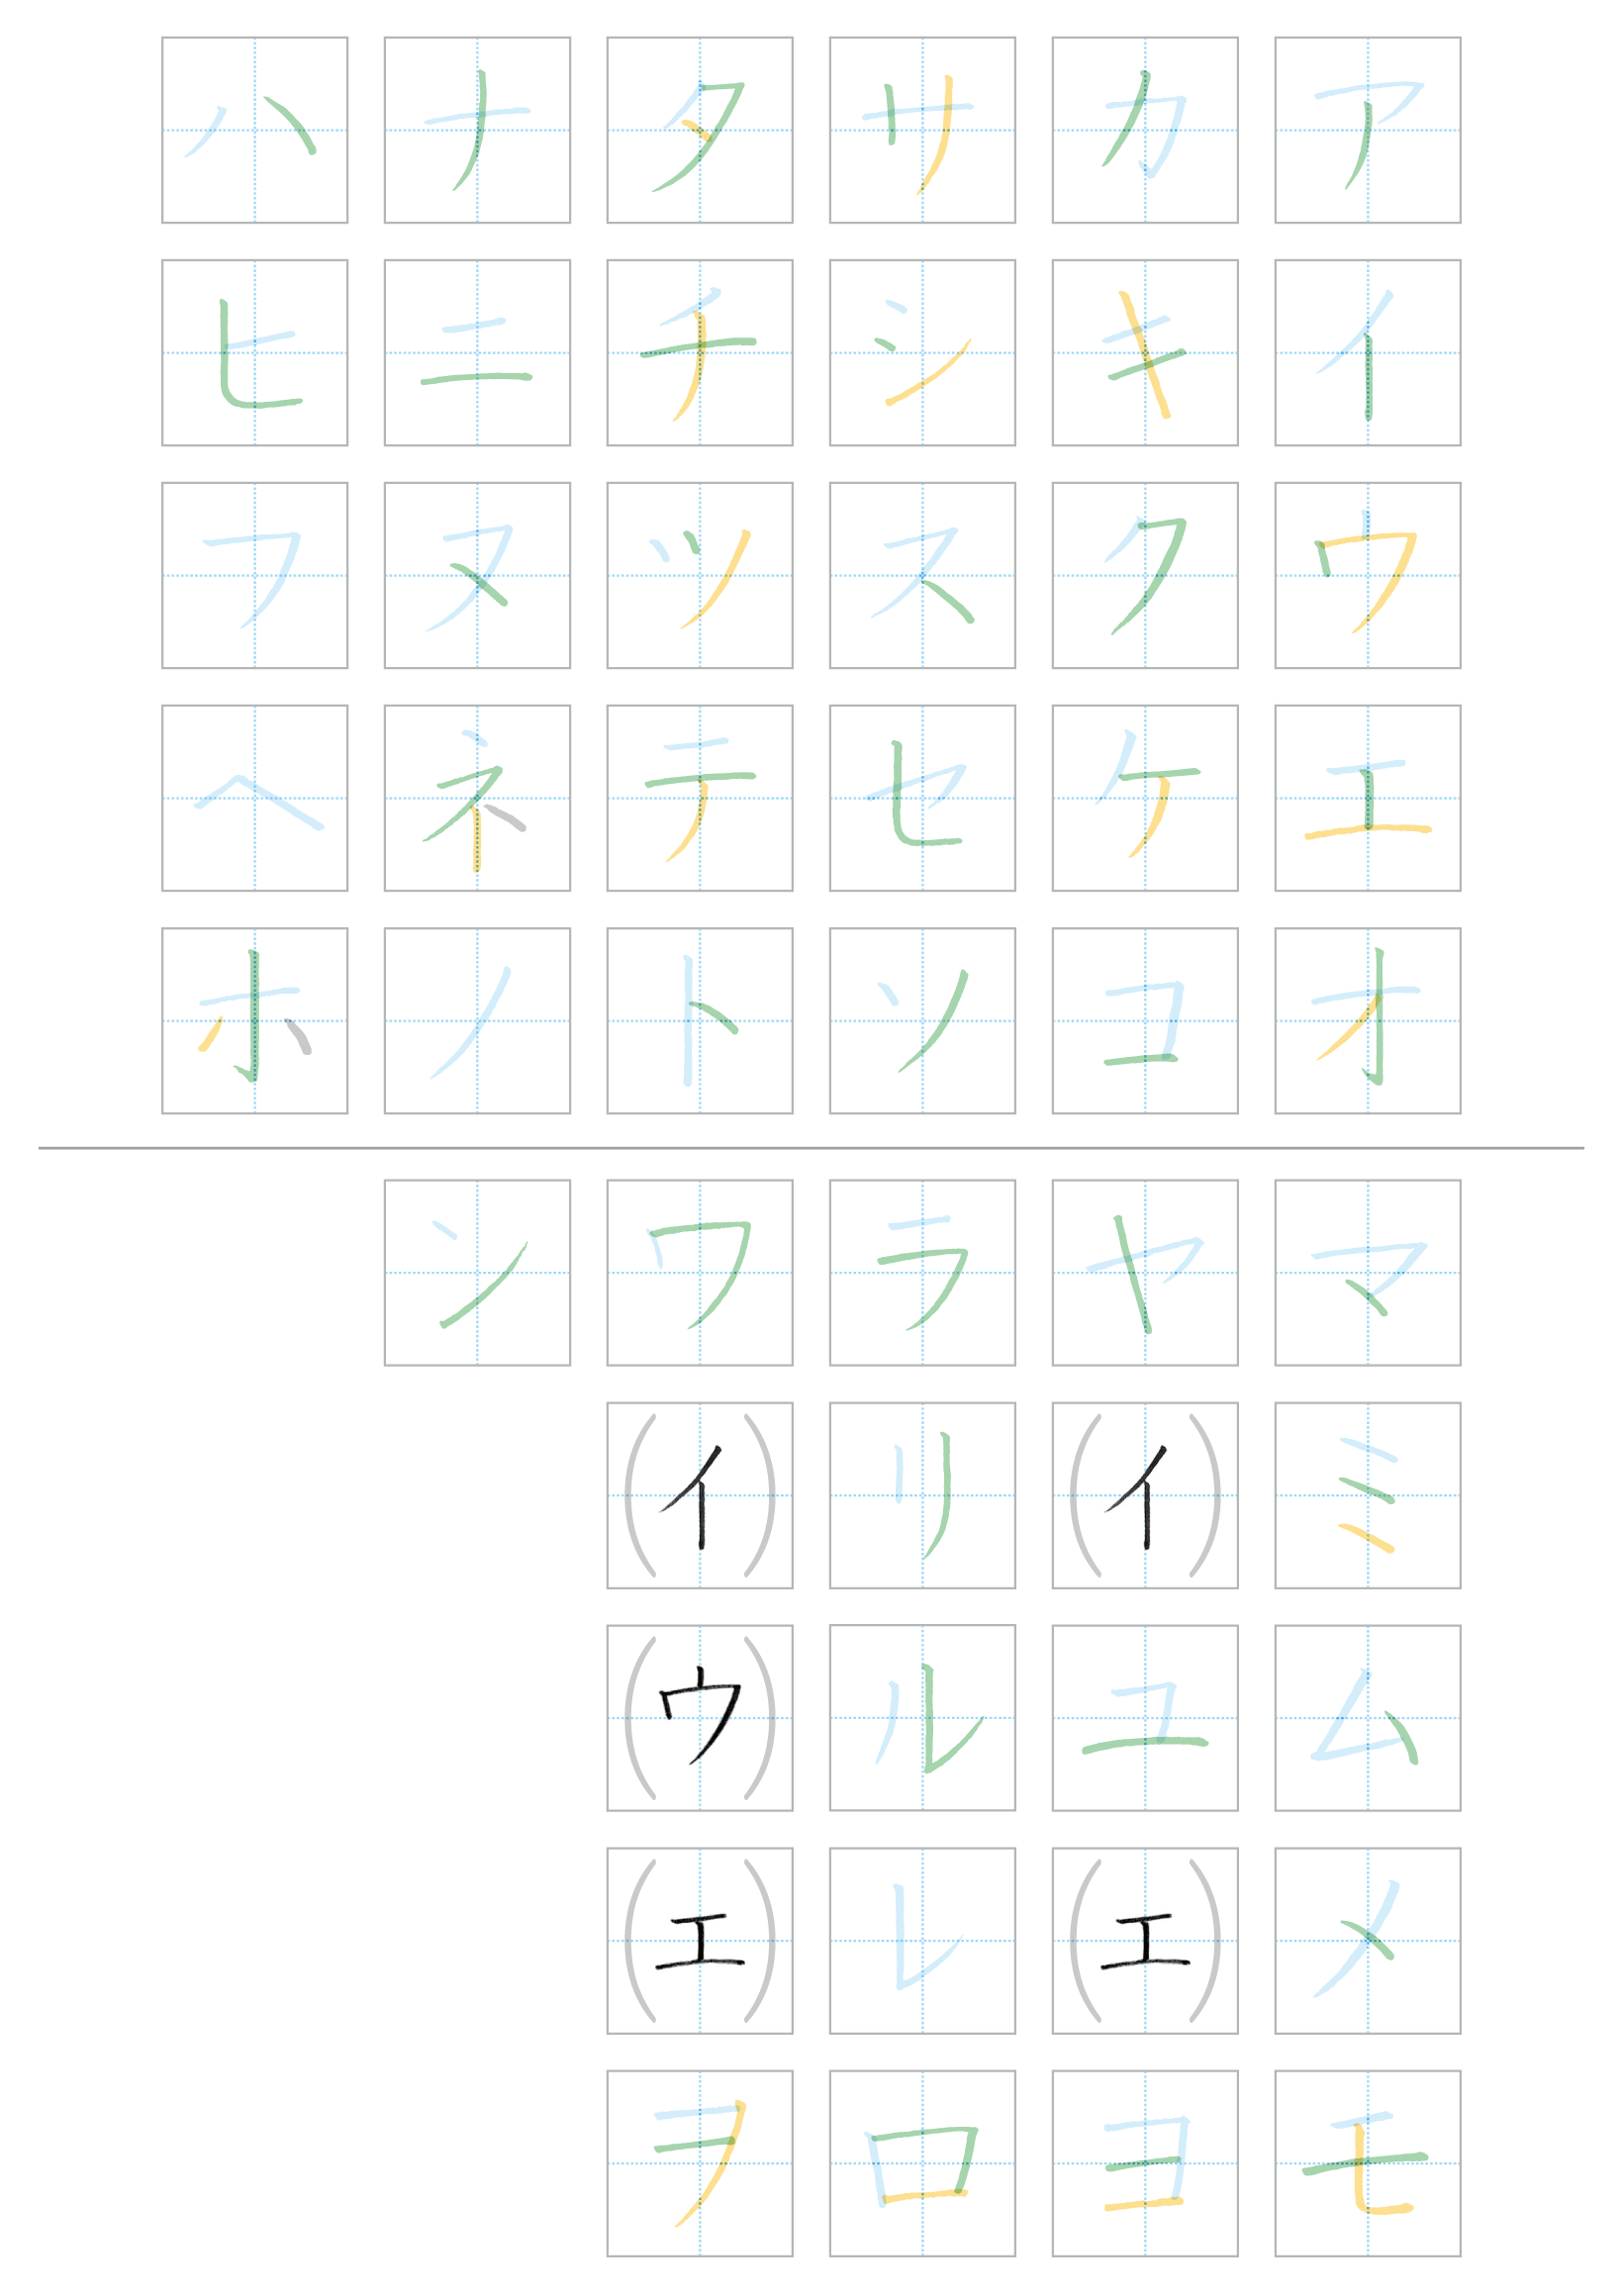 アイウエオ
カキクケコ
サシスセソ
タチツテト
ナニヌネノ
ハヒフヘホ
マミムメモ
ヤ(イ)ユ(エ)ヨ
ラリルレロ
ワ(イ)(ウ)(エ)ヲ
ン